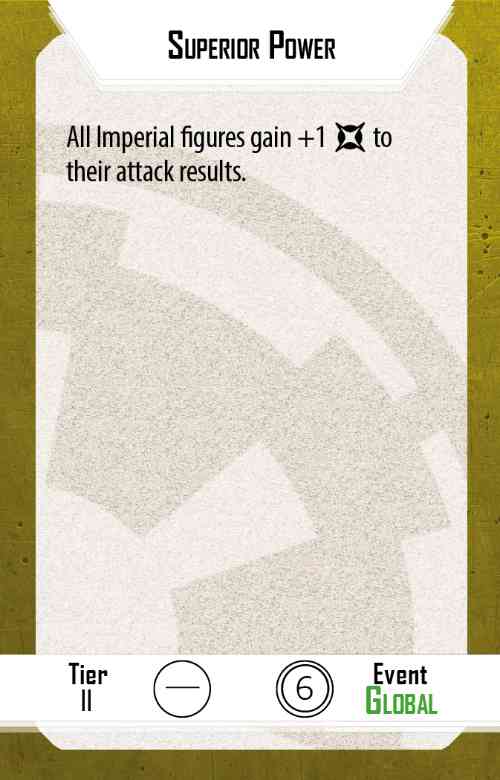 Superior Power
All Imperial figures gain +1 to
their attack results.
Tier
II
—
6
Event
Global